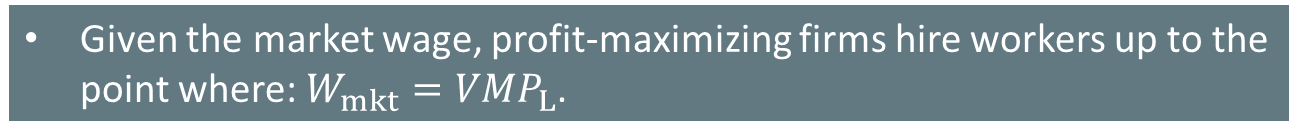 • Given the market wage, profit-maximizing firms hire workers up to the
point where: W_mkt = VMP_L.